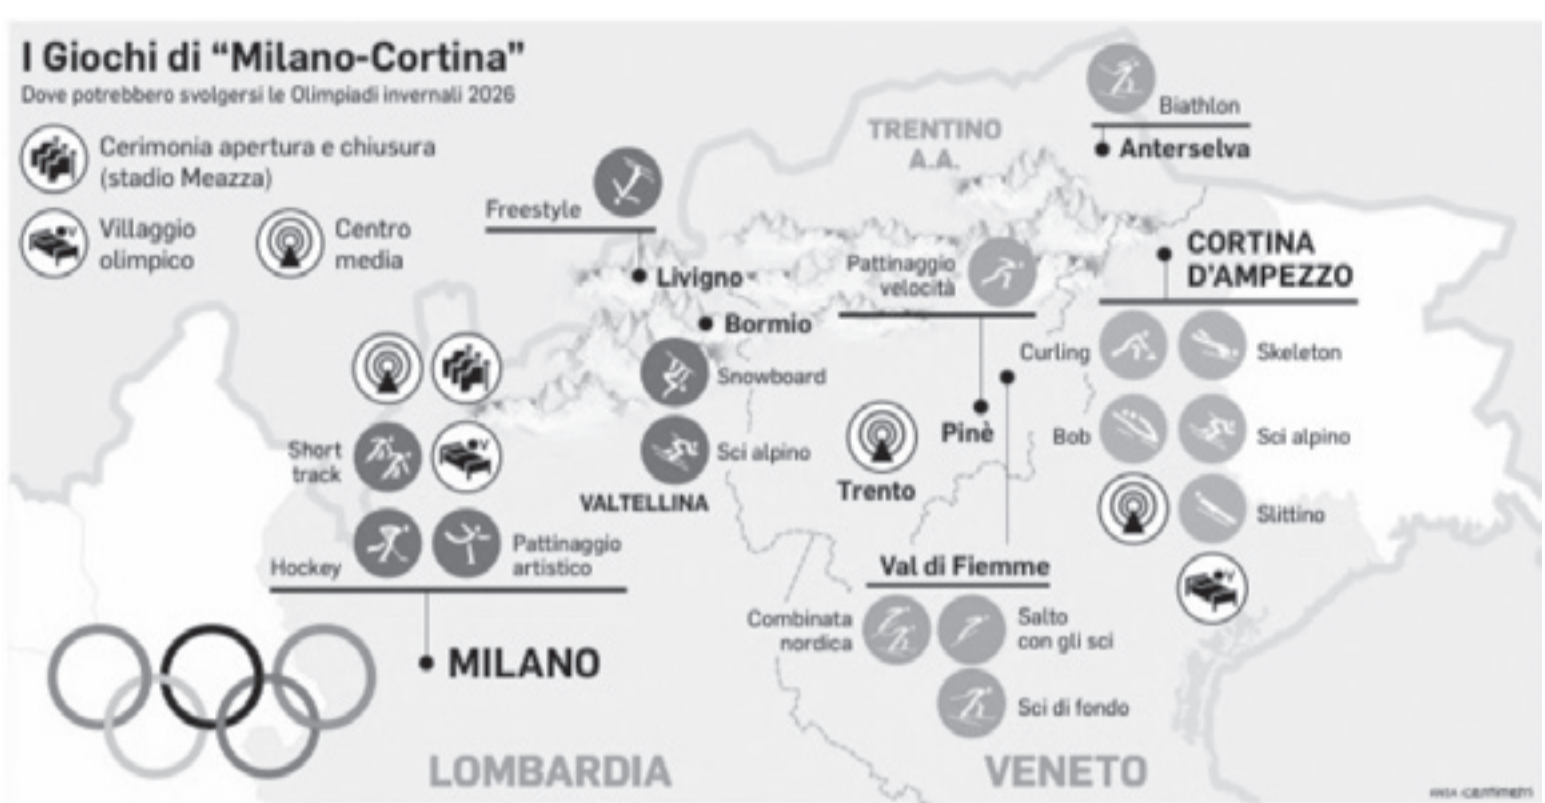 I Giochi di “Milano-Cortina”
Dove potrebbero svolgersi le Olimpiadi invernali 2026
Cerimonia apertura e chiusura
(stadio Meazza)
Villaggio
olimpico
Centro
media
Freestyle
Livigno
Bormio
Snowboard
Sci alpino
VALTELLINA
Short
track
Hockey
Pattinaggio
artistico
MILANO
LOMBARDIA
TRENTINO
A.A.
Biathlon
Anterselva
Pattinaggio
velocità
Pinè
Trento
CORTINA
D'AMPEZZO
Curling
Skeleton
Bob
Sci alpino
Slittino
Val di Fiemme
Combinata
nordica
Salto
con gli sci
Sci di fondo
VENETO